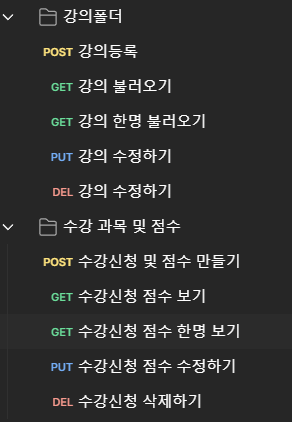 강의폴더
POST 강의등록
GET 강의 불러오기
GET 강의 한명 불러오기
PUT 강의 수정하기
DEL 강의 수정하기
수강 과목 및 점수
POST 수강신청 및 점수 만들기
GET 수강신청 점수 보기
GET 수강신청 점수 한명 보기
PUT 수강신청 점수 수정하기
DEL 수강신청 삭제하기